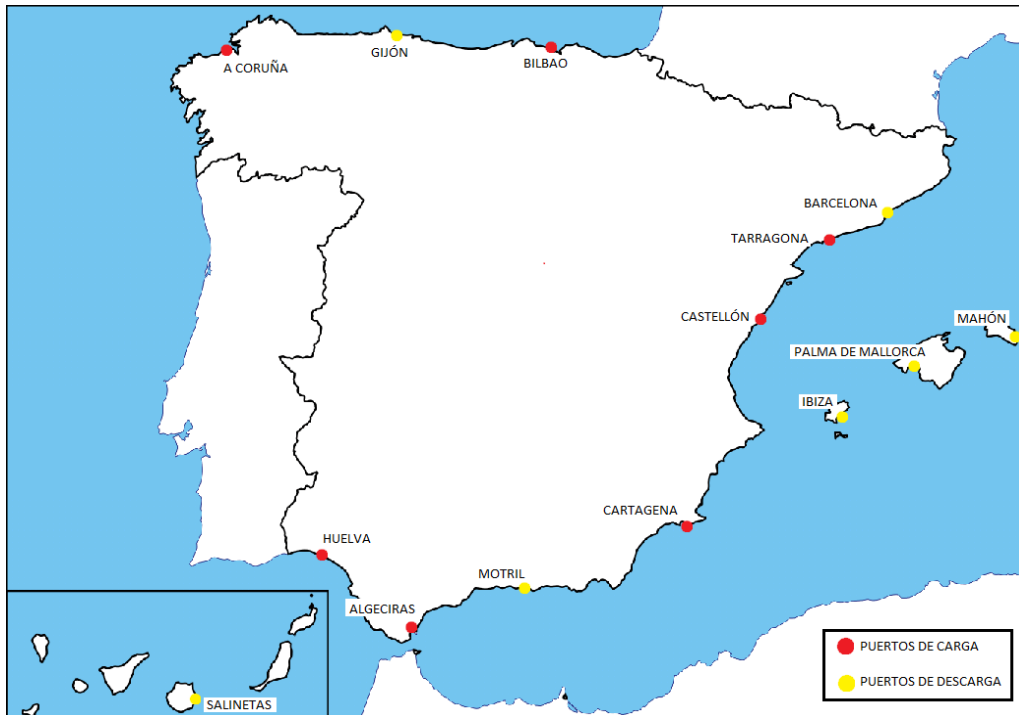 A CORUÑA
GIJÓN
BILBAO
BARCELONA
TARRAGONA
CASTELLÓN
MAHÓN
PALMA DE MALLORCA
IBIZA
CARTAGENA
HUELVA
MOTRIL
ALGECIRAS
PUERTOS DE CARGA
PUERTOS DE DESCARGA
SALINETAS